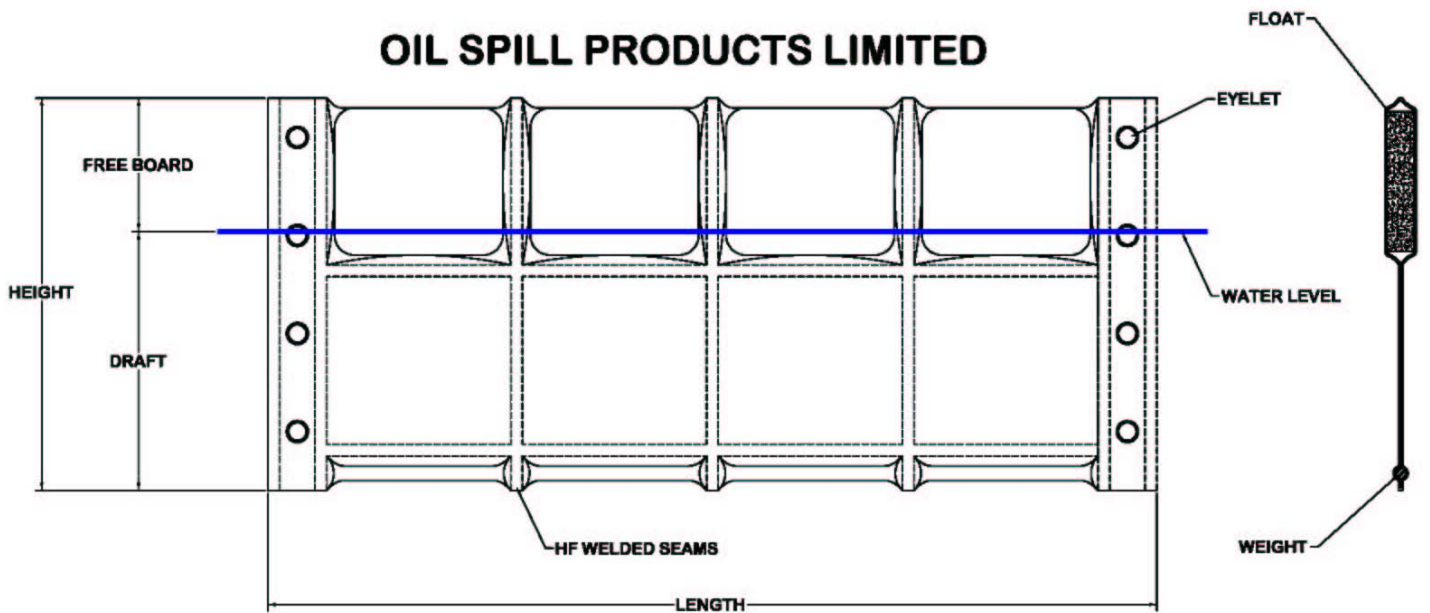 OIL SPILL PRODUCTS LIMITED
FLOAT
EYELET
FREE BOARD
HEIGHT
WATER LEVEL
DRAFT
HF WELDED SEAMS
WEIGHT
LENGTH